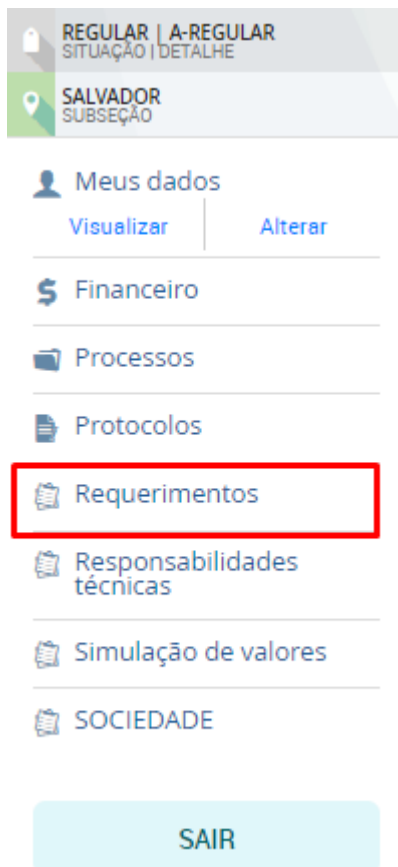 REGULAR | A-REGULAR
SITUAÇÃO | DETALHE
SALVADOR
SUBSEÇÃO
Meus dados
Visualizar Alterar
Financeiro
Processos
Protocolos
Requerimentos
Responsabilidades
técnicas
Simulação de valores
SOCIEDADE
SAIR